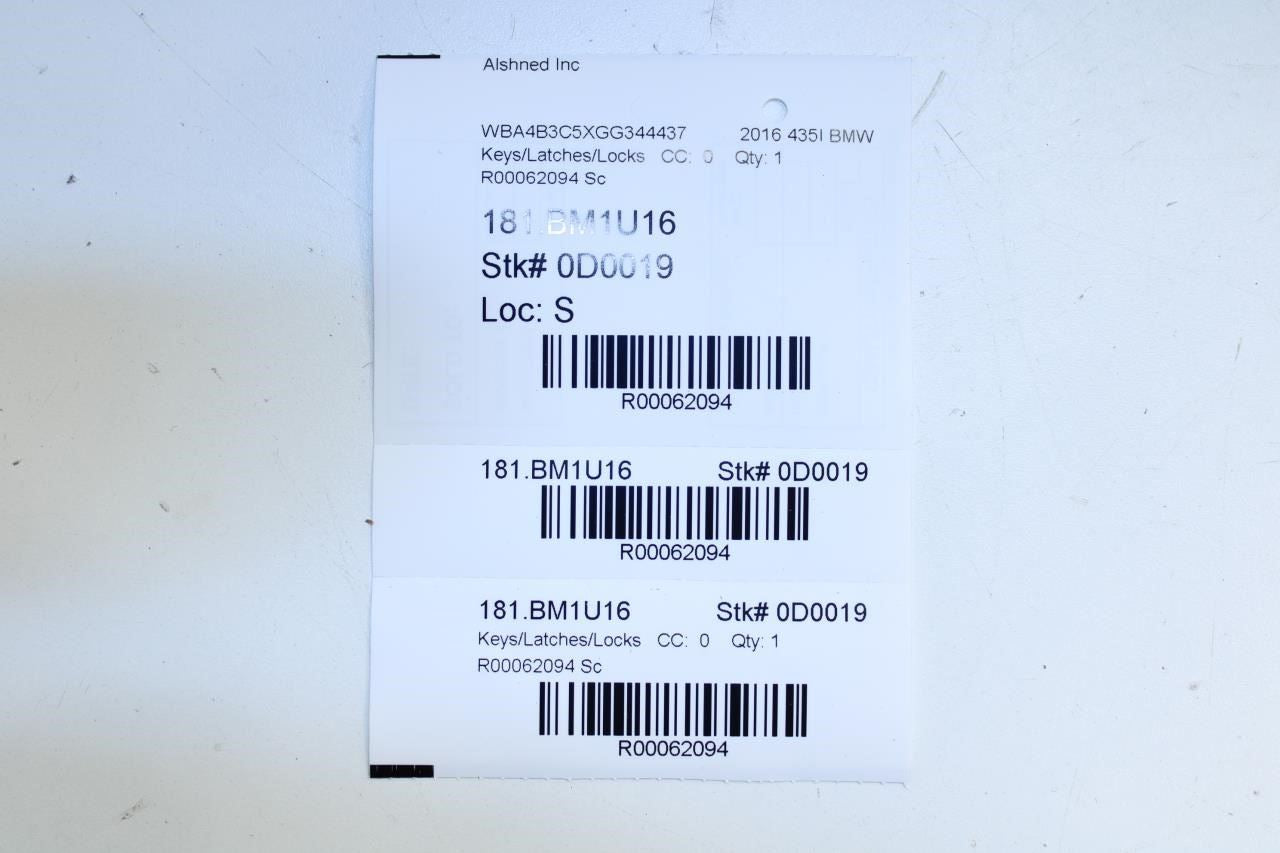 Alshned Inc
WBA4B3C5XGG344437 2016 435I BMW
Keys/Latches/Locks CC: 0 Qty: 1
R00062094 Sc
181.BM1U16
Stk# 0D0019
Loc: S
R00062094
181.BM1U16 Stk# 0D0019
R00062094
181.BM1U16 Stk# 0D0019
Keys/Latches/Locks CC: 0 Qty: 1
R00062094 Sc
R00062094